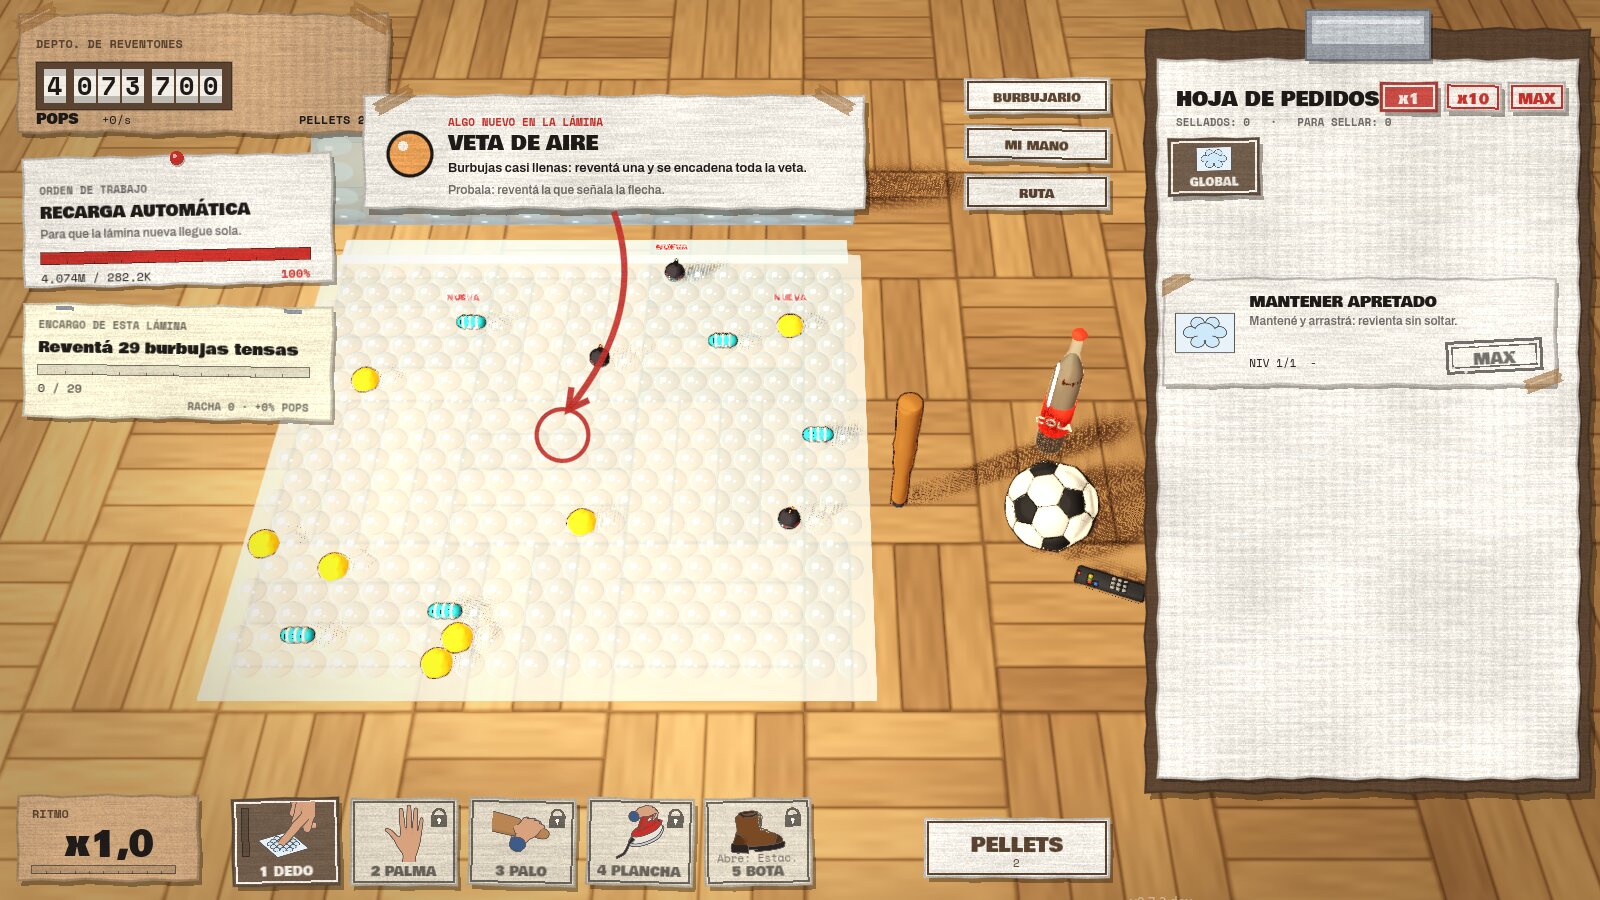 DEPTO. DE REVENTONES
4 073 700
POPS +0/s PELLETS 2
ORDEN DE TRABAJO
RECARGA AUTOMÁTICA
Para que la lámina nueva llegue sola.
4.074M / 282.2K 100%
ENCARGO DE ESTA LÁMINA
Reventá 29 burbujas tensas
0 / 29
RACHA 0 · +0% POPS
ALGO NUEVO EN LA LÁMINA
VETA DE AIRE
Burbujas casi llenas: reventá una y se encadena toda la veta.
Probala: reventá la que señala la flecha.
NUEVA
NUEVA
NUEVA
BURBUJARIO
MI MANO
RUTA
COLA
HOJA DE PEDIDOS x1 x10 MAX
SELLADOS: 0 · PARA SELLAR: 0
GLOBAL
MANTENER APRETADO
Mantené y arrastrá: revienta sin soltar.
NIV 1/1 -
MAX
RITMO
x1,0
1 DEDO
2 PALMA
3 PALO
4 PLANCHA
Abre: Estac.
5 BOTA
PELLETS
2